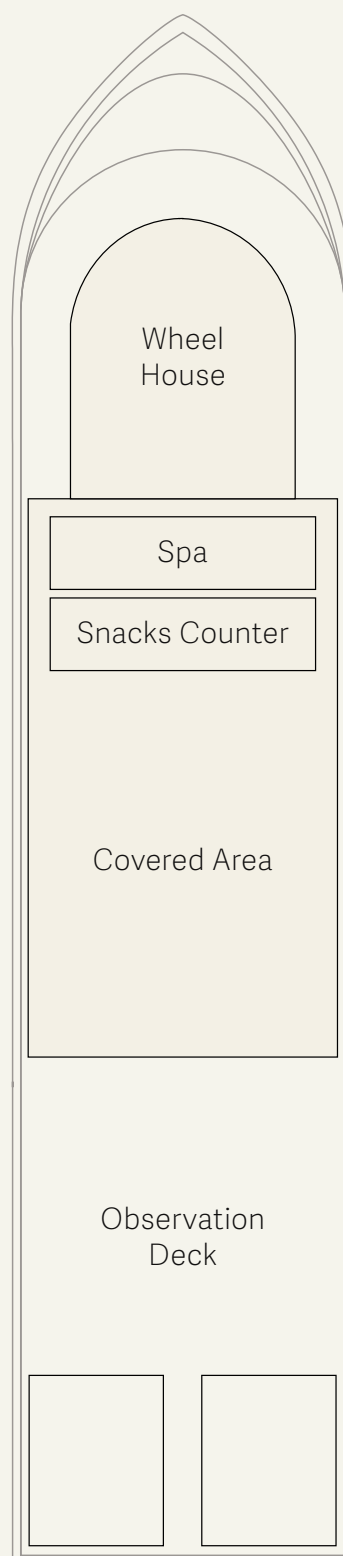 Wheel
House
Spa
Snacks Counter
Covered Area
Observation
Deck